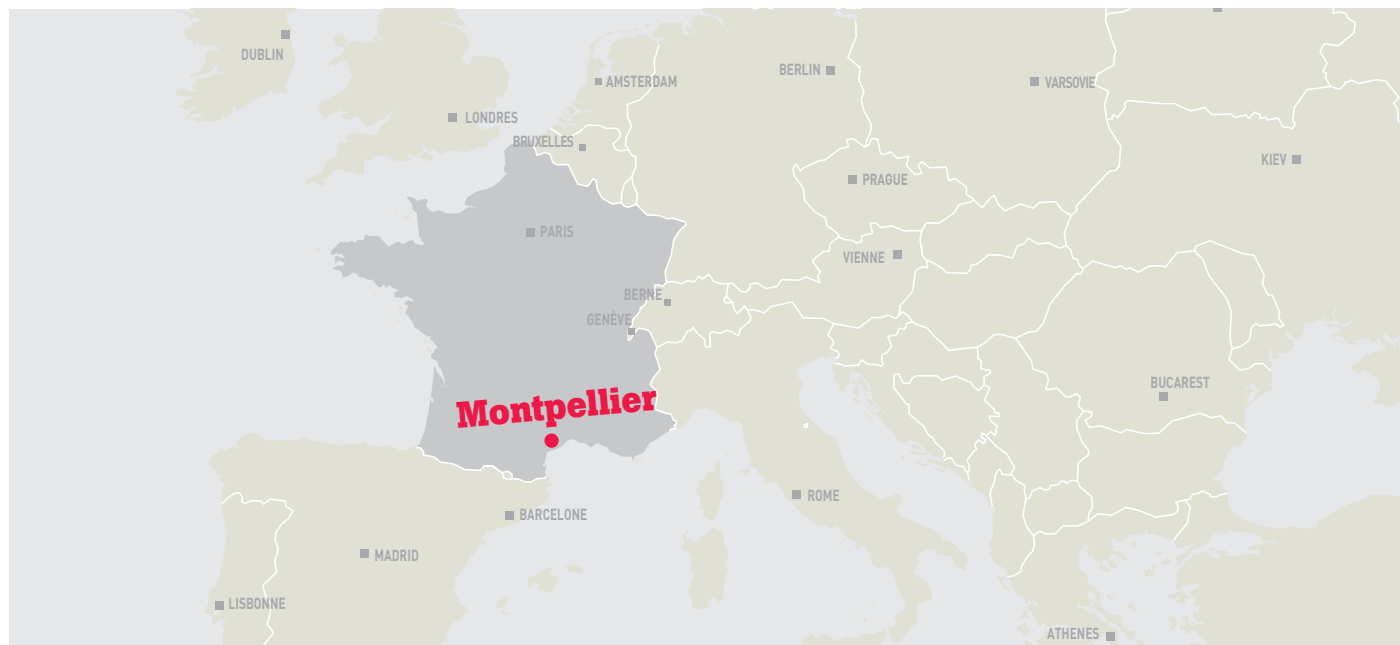 DUBLIN
BERLIN
AMSTERDAM
VARSOVIE
LONDRES
BRUXELLES
KIEV
PRAGUE
PARIS
VIENNE
BERNE
GENÈVE
BUCAREST
Montpellier
ROME
BARCELONE
MADRID
LISBONNE
ATHENES